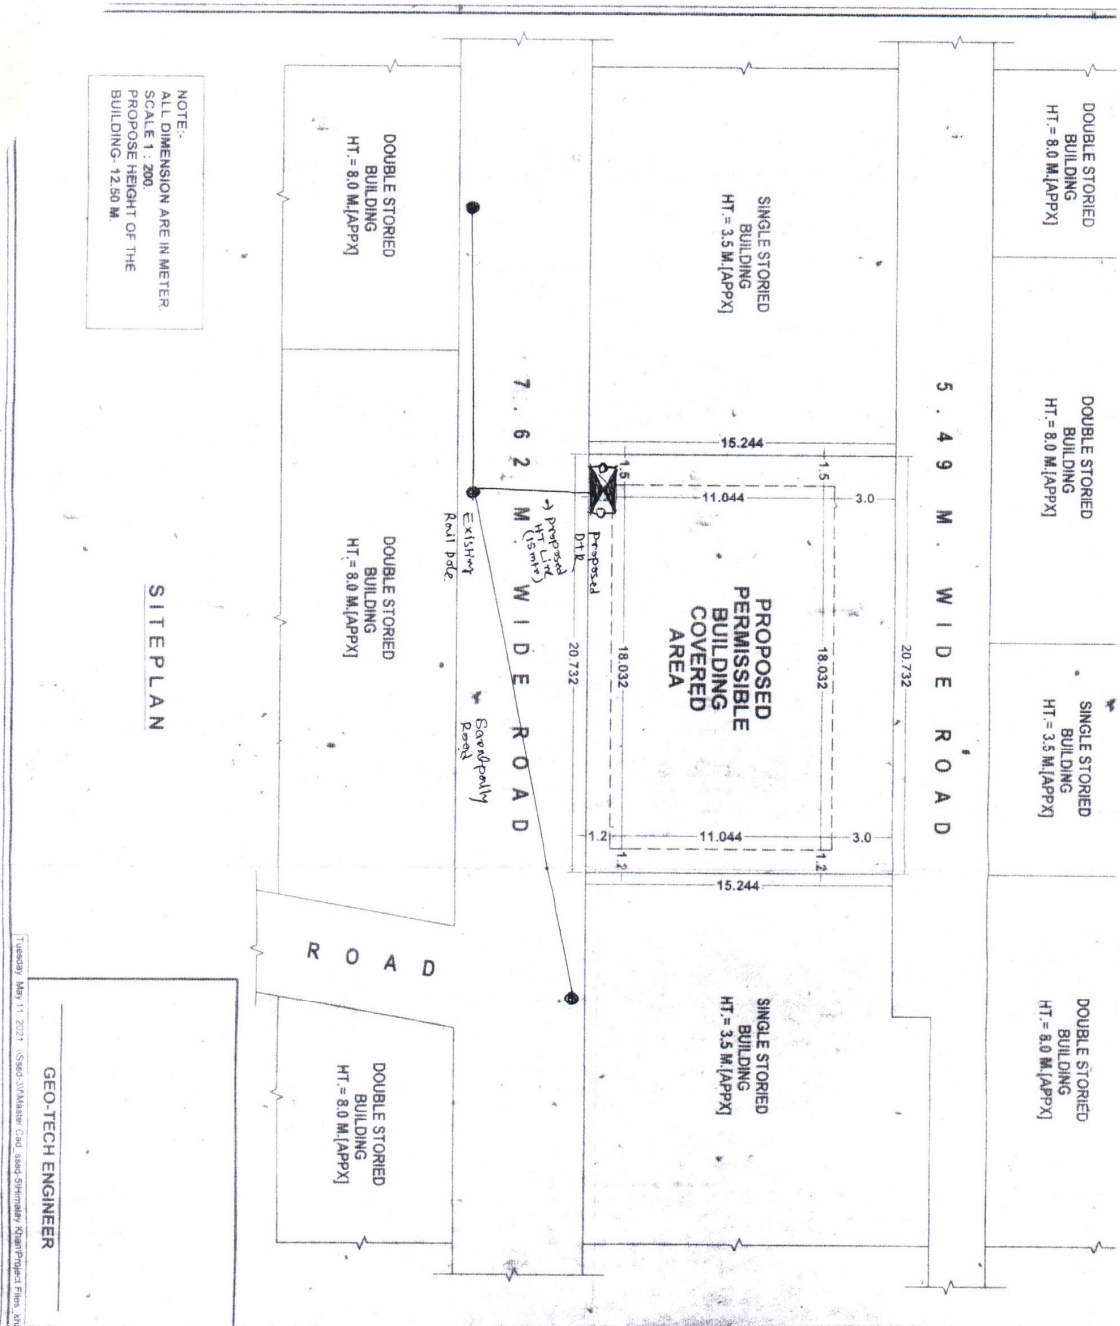 DOUBLE STORIED
BUILDING
HT.= 8.0 M.[APPX]
DOUBLE STORIED
BUILDING
HT.= 8.0 M.[APPX]
SINGLE STORIED
BUILDING
HT.= 3.5 M.[APPX]
DOUBLE STORIED
BUILDING
HT.= 8.0 M.[APPX]
5.49 M. WIDE ROAD
SINGLE STORIED
BUILDING
HT.= 3.5 M.[APPX]
20.732
15.244
1.5
3.0
11.044
18.032
PROPOSED
PERMISSIBLE
BUILDING
COVERED
AREA
3.0
11.044
1.2
1.2
15.244
1.5
18.032
1.2
20.732
SINGLE STORIED
BUILDING
HT.= 3.5 M.[APPX]
proposed
DTR
→ proposed
HT Line
(15mtr)
7.62 M. WIDE ROAD
Existing
Rail pole.
Road
DOUBLE STORIED
BUILDING
HT.= 8.0 M.[APPX]
DOUBLE STORIED
BUILDING
HT.= 8.0 M.[APPX]
ROAD
DOUBLE STORIED
BUILDING
HT.= 8.0 M.[APPX]
NOTE:-
ALL DIMENSION ARE IN METER.
SCALE 1 : 200.
PROPOSE HEIGHT OF THE
BUILDING- 12.50 M.
SITEPLAN
GEO-TECH ENGINEER
Tuesday May 11, 2021